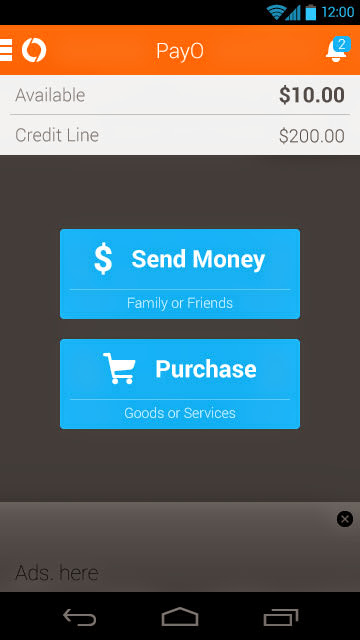 12:00
PayO
2
Available $10.00
Credit Line $200.00
$ Send Money
Family or Friends
Purchase
Goods or Services
Ads. here